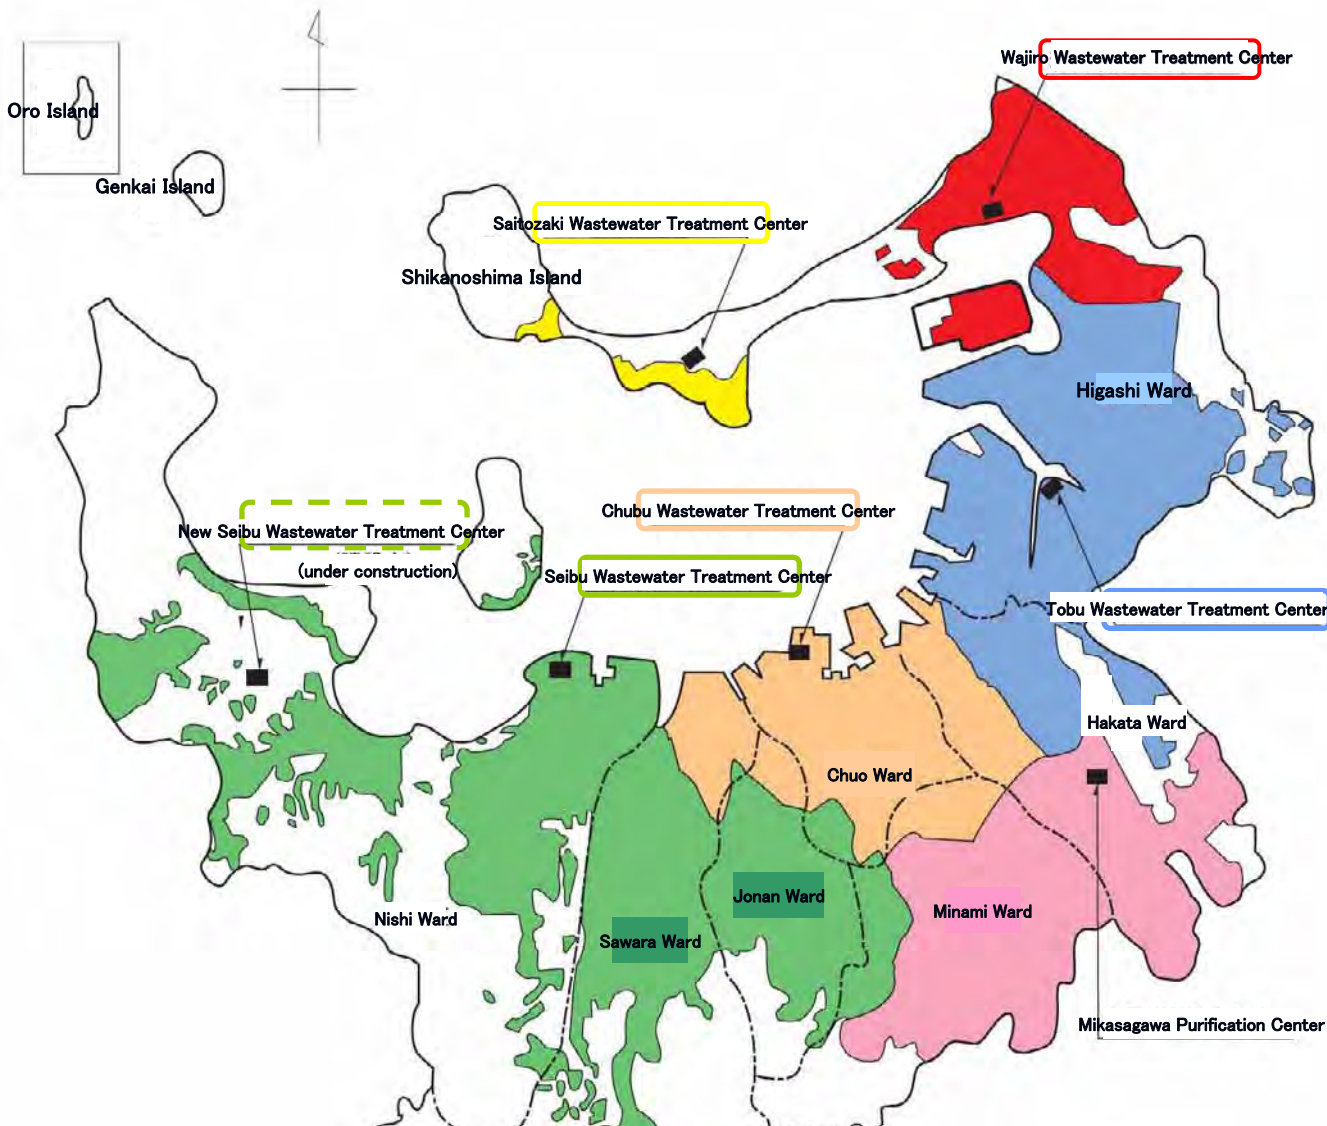 Wajiro Wastewater Treatment Center
Oro Island
Genkai Island
Saitozaki Wastewater Treatment Center
Shikanoshima Island
Higashi Ward
Chubu Wastewater Treatment Center
New Seibu Wastewater Treatment Center
(under construction)
Seibu Wastewater Treatment Center
Tobu Wastewater Treatment Center
Hakata Ward
Chuo Ward
Jonan Ward
Minami Ward
Nishi Ward
Sawara Ward
Mikasagawa Purification Center